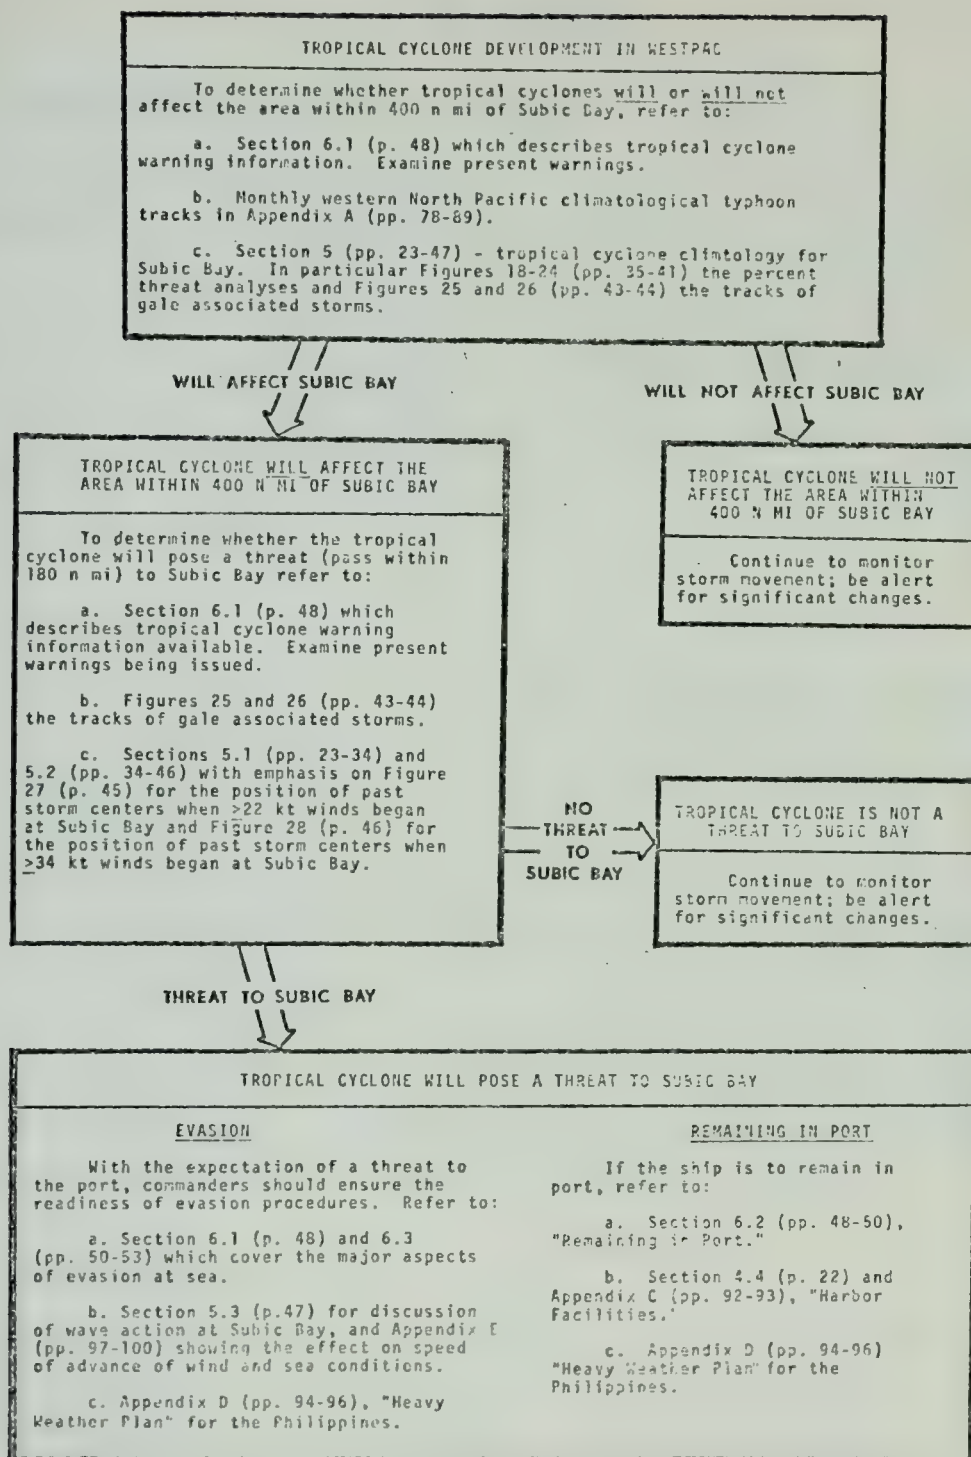 TROPICAL CYCLONE DEVELOPMENT IN WESTPAC
To determine whether tropical cyclones will or will not
affect the area within 400 n mi of Subic Bay, refer to:
a. Section 6.1 (p. 48) which describes tropical cyclone
warning information. Examine present warnings.
b. Monthly western North Pacific climatological typhoon
tracks in Appendix A (pp. 78-89).
c. Section 5 (pp. 23-47) - tropical cyclone climtology for
Subic Bay. In particular Figures 18-24 (pp. 35-41) the percent
threat analyses and Figures 25 and 26 (pp. 43-44) the tracks of
gale associated storms.
WILL AFFECT SUBIC BAY
WILL NOT AFFECT SUBIC BAY
TROPICAL CYCLONE WILL AFFECT THE
AREA WITHIN 400 N MI OF SUBIC BAY
To determine whether the tropical
cyclone will pose a threat (pass within
180 n mi) to Subic Bay refer to:
a. Section 6.1 (p. 48) which
describes tropical cyclone warning
information available. Examine present
warnings being issued.
b. Figures 25 and 26 (pp. 43-44)
the tracks of gale associated storms.
c. Sections 5.1 (pp. 23-34) and
5.2 (pp. 34-46) with emphasis on Figure
27 (p. 45) for the position of past
storm centers when ≥22 kt winds began
at Subic Bay and Figure 28 (p. 46) for
the position of past storm centers when
≥34 kt winds began at Subic Bay.
TROPICAL CYCLONE WILL NOT
AFFECT THE AREA WITHIN
400 N MI OF SUBIC BAY
Continue to monitor
storm movement; be alert
for significant changes.
NO
THREAT
TO
SUBIC BAY
TROPICAL CYCLONE IS NOT A
THREAT TO SUBIC BAY
Continue to monitor
storm movement; be alert
for significant changes.
THREAT TO SUBIC BAY
TROPICAL CYCLONE WILL POSE A THREAT TO SUBIC BAY
EVASION
With the expectation of a threat to
the port, commanders should ensure the
readiness of evasion procedures. Refer to:
a. Section 6.1 (p. 48) and 6.3
(pp. 50-53) which cover the major aspects
of evasion at sea.
b. Section 5.3 (p.47) for discussion
of wave action at Subic Bay, and Appendix E
(pp. 97-100) showing the effect on speed
of advance of wind and sea conditions.
c. Appendix D (pp. 94-96), "Heavy
Weather Plan" for the Philippines.
REMAINING IN PORT
If the ship is to remain in
port, refer to:
a. Section 6.2 (pp. 48-50),
"Remaining in Port."
b. Section 4.4 (p. 22) and
Appendix C (pp. 92-93), "Harbor
Facilities."
c. Appendix D (pp. 94-96)
"Heavy Weather Plan" for the
Philippines.